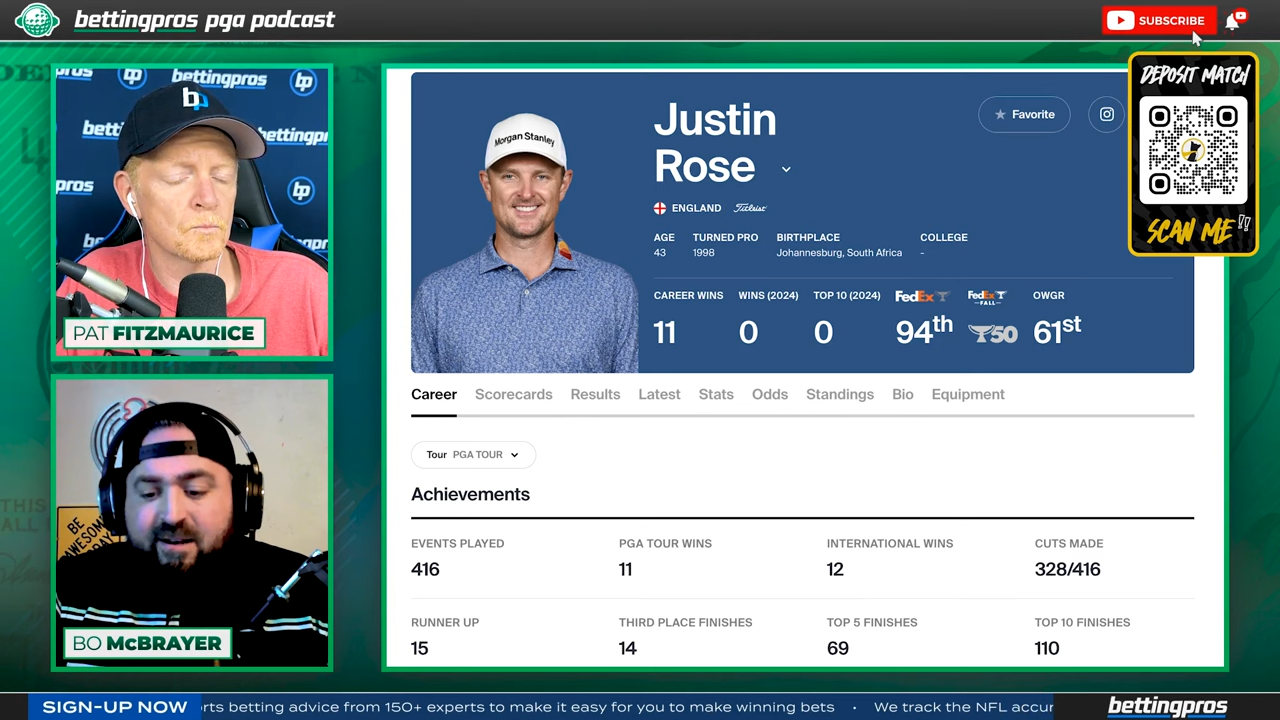 bettingpros pga podcast
SUBSCRIBE
DEPOSIT MATCH
SCAN ME !!
bettingpros
bp
PAT FITZMAURICE
BE
AWESOME
BO McBRAYER
Morgan Stanley
Justin
Rose
★ Favorite
ENGLAND Titleist
AGE TURNED PRO BIRTHPLACE COLLEGE
43 1998 Johannesburg, South Africa -
CAREER WINS WINS (2024) TOP 10 (2024) FedEx FedEx FALL OWGR
11 0 0 94th 50 61st
Career Scorecards Results Latest Stats Odds Standings Bio Equipment
Tour PGA TOUR
Achievements
EVENTS PLAYED PGA TOUR WINS INTERNATIONAL WINS CUTS MADE
416 11 12 328/416
RUNNER UP THIRD PLACE FINISHES TOP 5 FINISHES TOP 10 FINISHES
15 14 69 110
SIGN-UP NOW rts betting advice from 150+ experts to make it easy for you to make winning bets • We track the NFL accur bettingpros